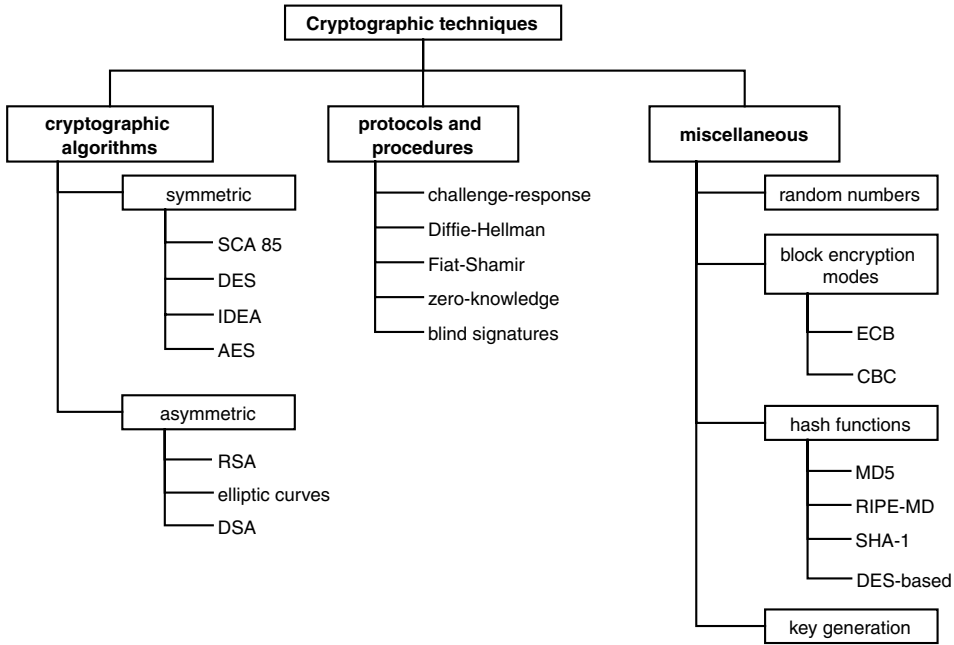 Cryptographic techniques
cryptographic
algorithms
symmetric
SCA 85
DES
IDEA
AES
asymmetric
RSA
elliptic curves
DSA
protocols and
procedures
challenge-response
Diffie-Hellman
Fiat-Shamir
zero-knowledge
blind signatures
miscellaneous
random numbers
block encryption
modes
ECB
CBC
hash functions
MD5
RIPE-MD
SHA-1
DES-based
key generation